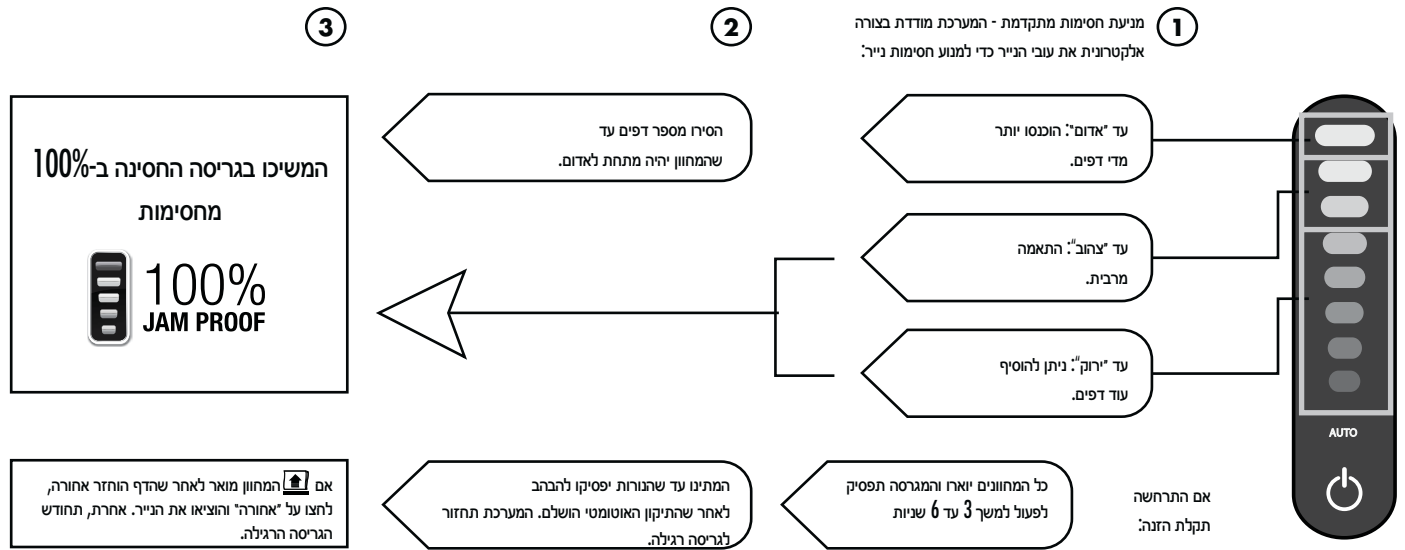 1
מניעת חסימות מתקדמת - המערכת מודדת בצורה
אלקטרונית את עובי הנייר כדי למנוע חסימות נייר:
עד "אדום": הוכנסו יותר
מדי דפים.
עד "צהוב": התאמה
מרבית.
עד "ירוק": ניתן להוסיף
עוד דפים.
AUTO
2
הסירו מספר דפים עד
שהמחוון יהיה מתחת לאדום.
3
המשיכו בגריסה החסינה ב-100%
מחסימות
100%
JAM PROOF
אם התרחשה
תקלת הזנה:
כל המחוונים יוארו והמגרסה תפסיק
לפעול למשך 3 עד 6 שניות
המתינו עד שהנורות יפסיקו להבהב
לאחר שהתיקון האוטומטי הושלם. המערכת תחזור
לגריסה רגילה.
אם המחוון מואר לאחר שהדף הוחזר אחורה,
לחצו על "אחורה" והוציאו את הנייר. אחרת, תחודש
הגריסה הרגילה.